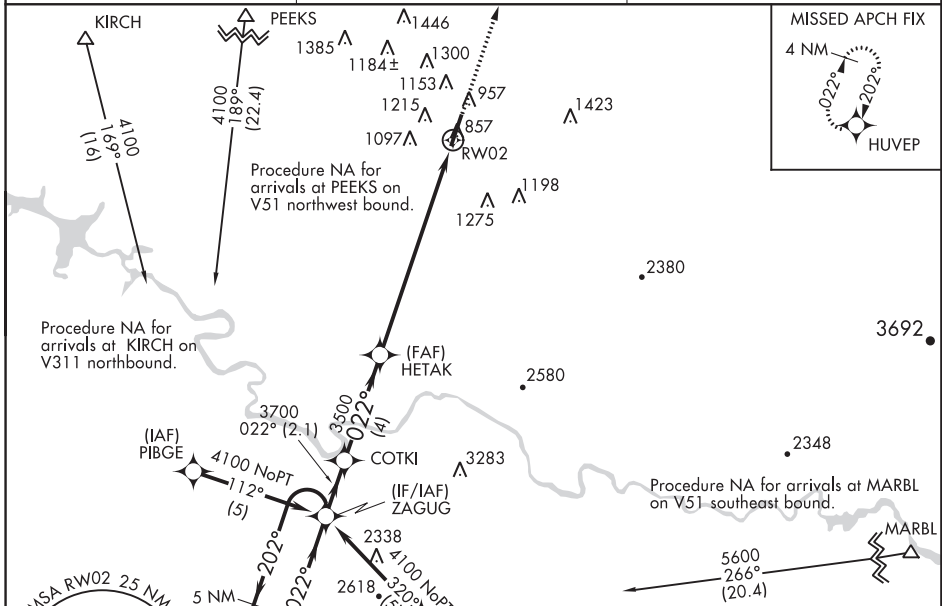 KIRCH
PEEKS
1446
1385
1184±
1300
1153
957
1215
1423
857
1097
RW02
4100
169°
(16)
4100
189°
(22.4)
Procedure NA for
arrivals at PEEKS on
V51 northwest bound.
1198
1275
MISSED APCH FIX
4 NM
022°
202°
HUVEP
2380
3692
Procedure NA for
arrivals at KIRCH on
V311 northbound.
(FAF)
HETAK
2580
3500
022°
(4)
3700
022° (2.1)
COTKI
(IAF)
PIBGE
4100 NoPT
112°
(5)
3283
2348
(IF/IAF)
ZAGUG
Procedure NA for arrivals at MARBL
on V51 southeast bound.
MARBL
5600
266°
(20.4)
202°
022°
2338
4100 NoPT
320°
2618
5 NM
MSA RW02 25 NM